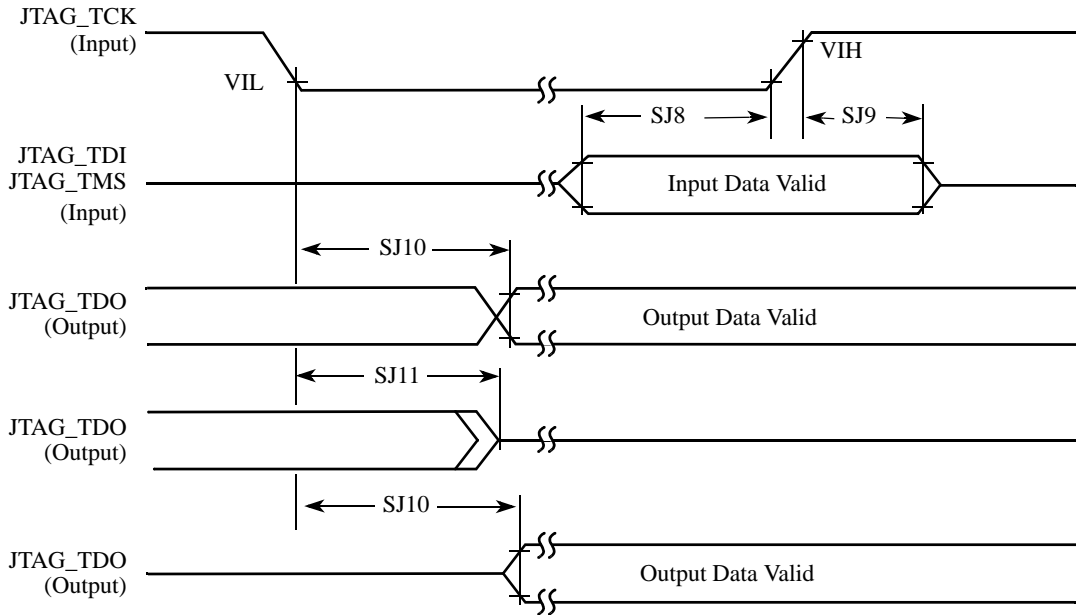 JTAG_TCK
(Input)
VIH
VIL
SJ8
SJ9
JTAG_TDI
JTAG_TMS
(Input)
Input Data Valid
SJ10
JTAG_TDO
(Output)
Output Data Valid
SJ11
JTAG_TDO
(Output)
SJ10
JTAG_TDO
(Output)
Output Data Valid